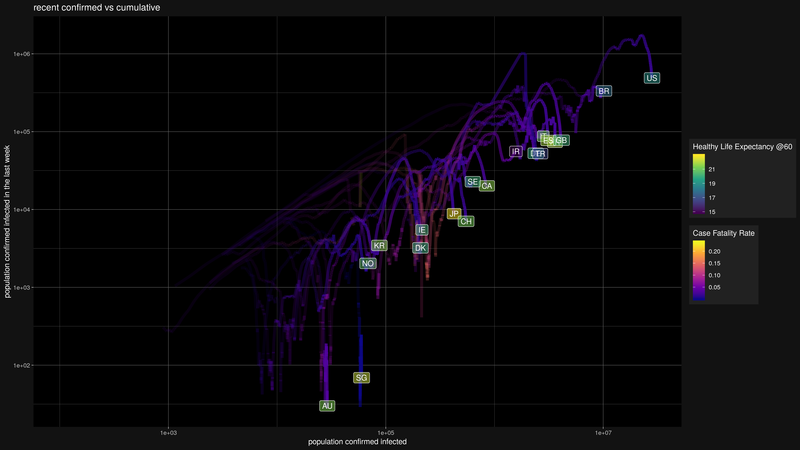 recent confirmed vs cumulative
population confirmed infected in the last week
1e+06
1e+05
1e+04
1e+03
1e+02
US
BR
GB
IR
TR
SE
CA
JP
CH
IE
DK
KR
NO
SG
AU
1e+03
1e+05
1e+07
population confirmed infected
Healthy Life Expectancy @60
21
19
17
15
Case Fatality Rate
0.20
0.15
0.10
0.05